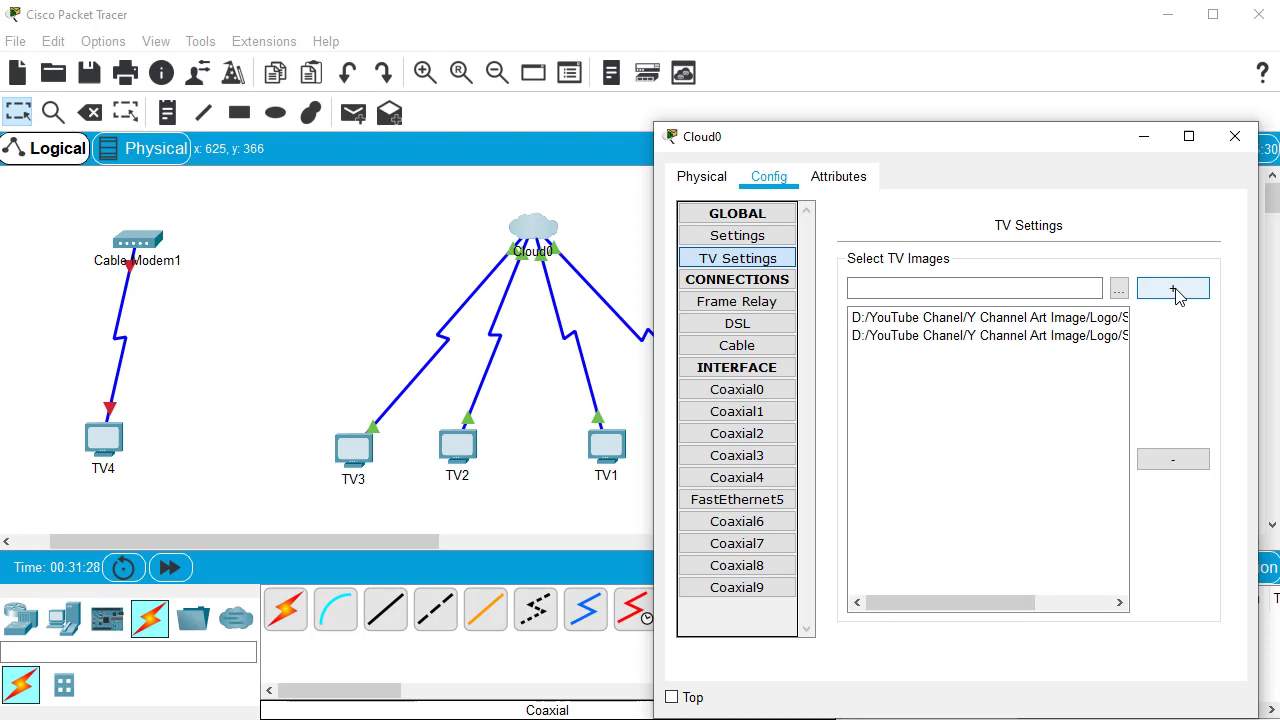 Cisco Packet Tracer
File Edit Options View Tools Extensions Help
Logical Physical x: 625, y: 366
:30
Cable Modem1
Cloud0
TV4
TV3
TV2
TV1
Time: 00:31:28
on
Coaxial
Cloud0
Physical Config Attributes
GLOBAL
Settings
TV Settings
CONNECTIONS
Frame Relay
DSL
Cable
INTERFACE
Coaxial0
Coaxial1
Coaxial2
Coaxial3
Coaxial4
FastEthernet5
Coaxial6
Coaxial7
Coaxial8
Coaxial9
TV Settings
Select TV Images
... +
D:/YouTube Chanel/Y Channel Art Image/Logo/S
D:/YouTube Chanel/Y Channel Art Image/Logo/S
-
Top